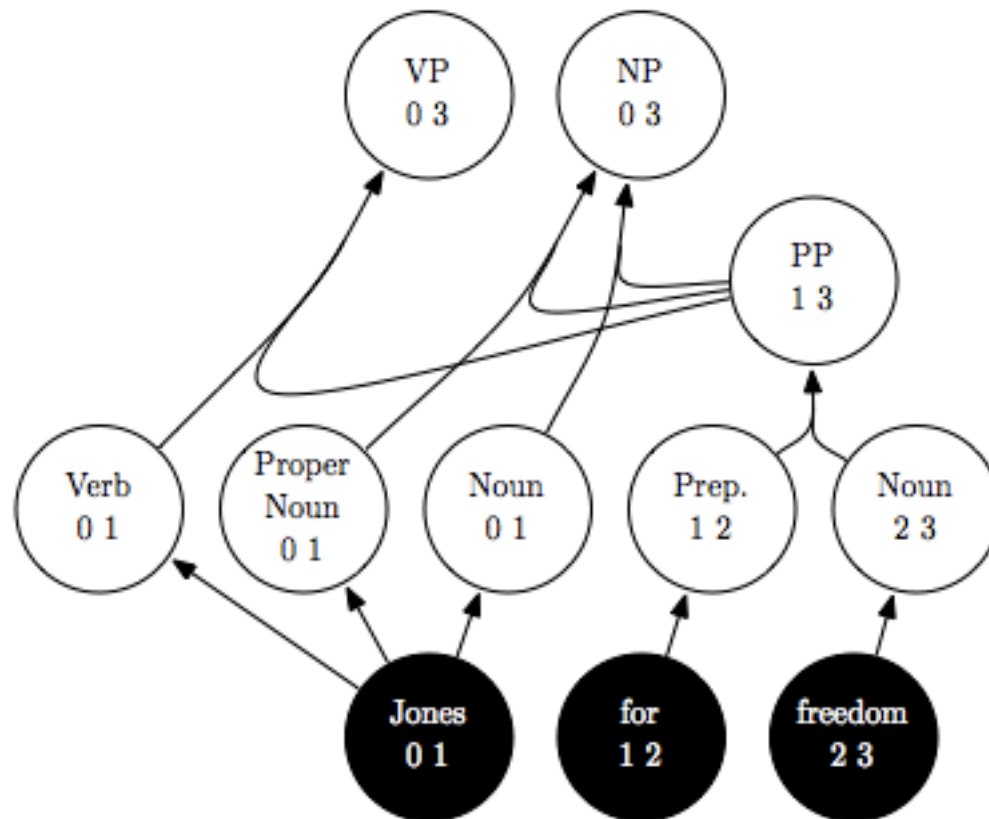 VP
0 3
NP
0 3
PP
1 3
Verb
0 1
Proper
Noun
0 1
Noun
0 1
Prep.
1 2
Noun
2 3
Jones
0 1
for
1 2
freedom
2 3